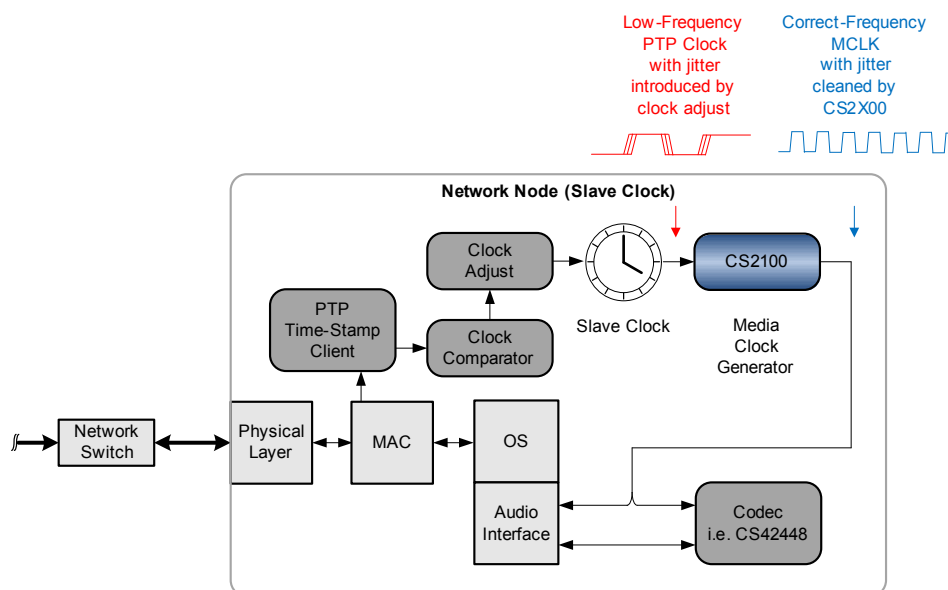 Low-Frequency
PTP Clock
with jitter
introduced by
clock adjust
Correct-Frequency
MCLK
with jitter
cleaned by
CS2X00
Network Node (Slave Clock)
Clock
Adjust
CS2100
PTP
Time-Stamp
Client
Clock
Comparator
Slave Clock
Media
Clock
Generator
Network
Switch
Physical
Layer
MAC
OS
Audio
Interface
Codec
i.e. CS42448